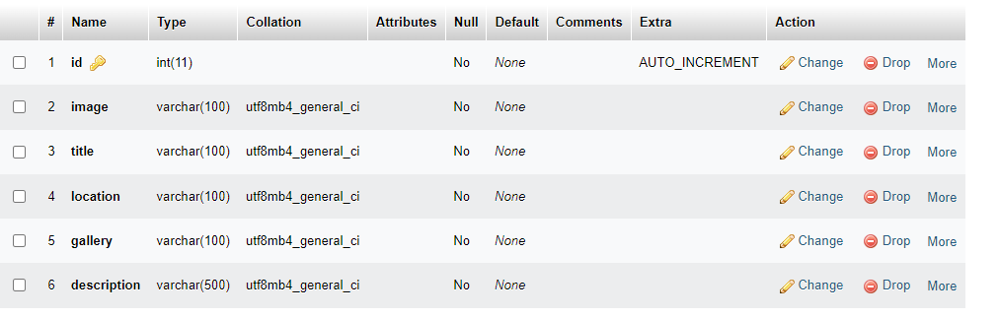 # Name Type Collation Attributes Null Default Comments Extra Action
1 id int(11) No None AUTO_INCREMENT Change Drop More
2 image varchar(100) utf8mb4_general_ci No None Change Drop More
3 title varchar(100) utf8mb4_general_ci No None Change Drop More
4 location varchar(100) utf8mb4_general_ci No None Change Drop More
5 gallery varchar(100) utf8mb4_general_ci No None Change Drop More
6 description varchar(500) utf8mb4_general_ci No None Change Drop More